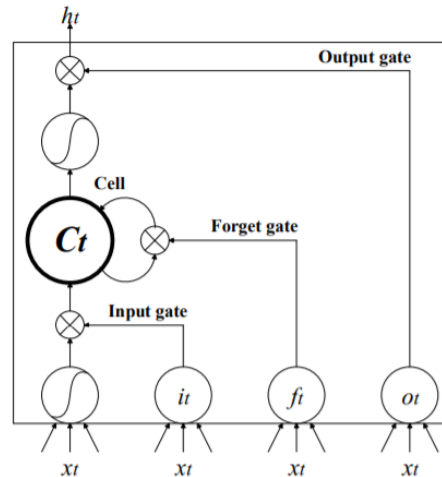 ht
Output gate
Cell
Ct
Forget gate
Input gate
it
ft
ot
xt
xt
xt
xt